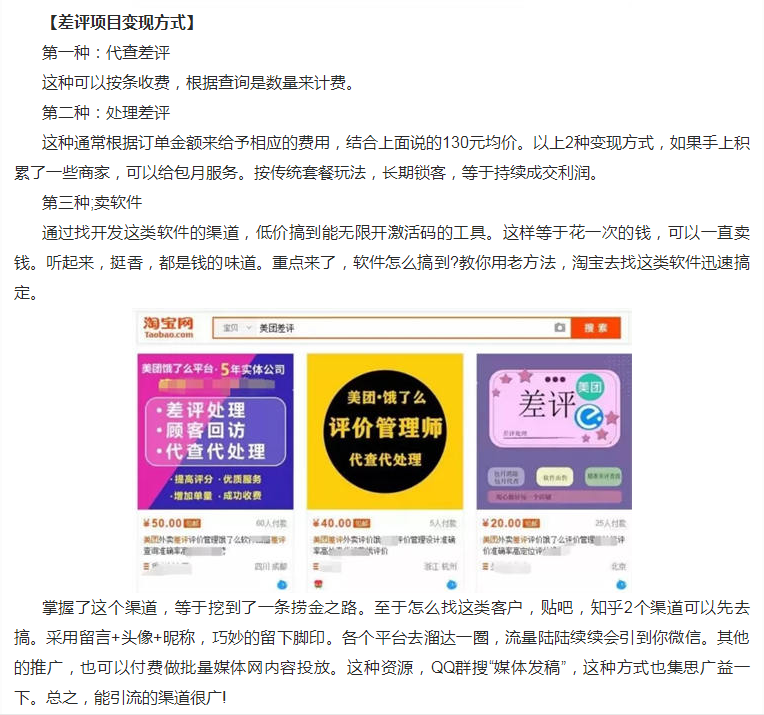 【差评项目变现方式】
第一种：代查差评
这种可以按条收费，根据查询是数量来计费。
第二种：处理差评
这种通常根据订单金额来给予相应的费用，结合上面说的130元均价。以上2种变现方式，如果手上积
累了一些商家，可以给包月服务。按传统套餐玩法，长期锁客，等于持续成交利润。
第三种;卖软件
通过找开发这类软件的渠道，低价搞到能无限开激活码的工具。这样等于花一次的钱，可以一直卖
钱。听起来，挺香，都是钱的味道。重点来了，软件怎么搞到?教你用老方法，淘宝去找这类软件迅速搞
定。
淘宝网
Taobao.com
宝贝
美团差评
搜索
美团饿了么平台·5年实体公司
·差评处理
·顾客回访
·代查代处理
·提高评分 ·优质服务
·增加单量 ·成功收费
¥50.00 包邮 60人付款
美团外卖差评评价管理饿了么软件 差评
查询准确率
四川 成都
美团·饿了么
评价管理师
代查代处理
¥40.00 包邮 5人付款
美团差评外卖评价饿了么 评价管理设计准确
率高 评价
浙江 杭州
美团
差评
差评处理
软件出售
¥20.00 包邮 25人付款
美团外卖差评评价饿了么评价管理
价准确率高定位评价
北京
掌握了这个渠道，等于挖到了一条捞金之路。至于怎么找这类客户，贴吧，知乎2个渠道可以先去
搞。采用留言+头像+昵称，巧妙的留下脚印。各个平台去溜达一圈，流量陆陆续续会引到你微信。其他
的推广，也可以付费做批量媒体网内容投放。这种资源，QQ群搜“媒体发稿”，这种方式也集思广益一
下。总之，能引流的渠道很广!